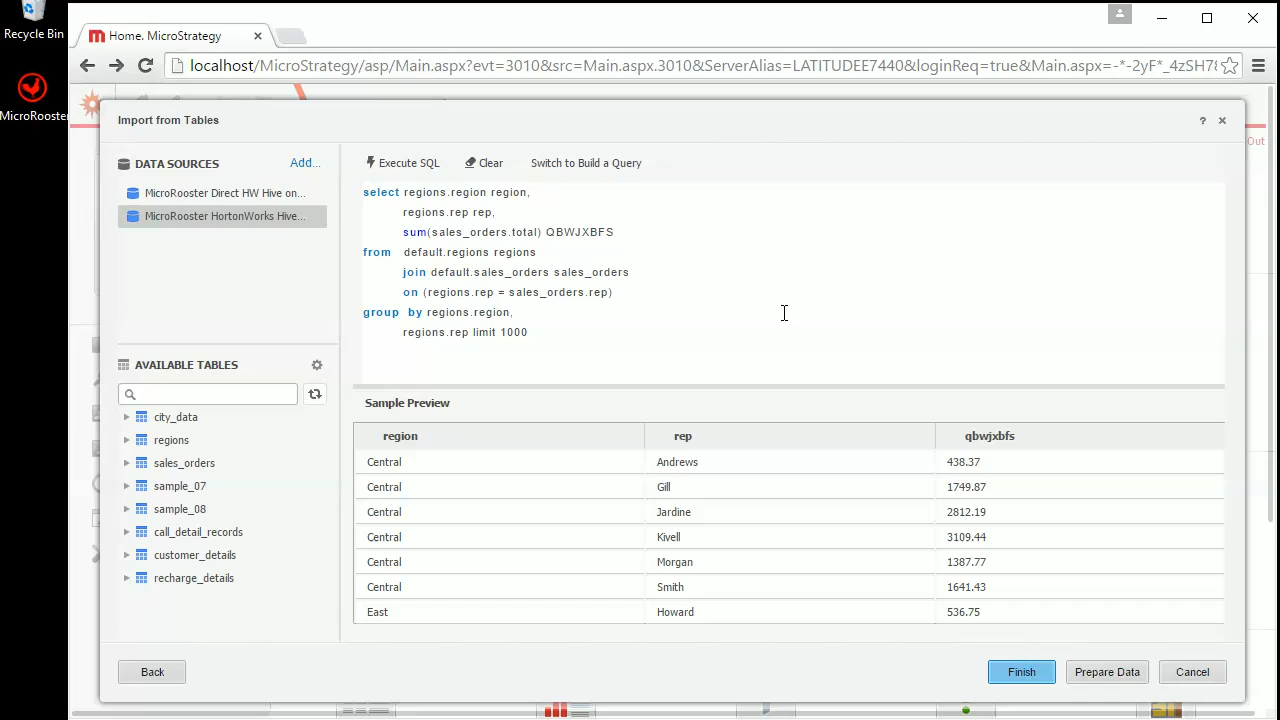 Recycle Bin
MicroRooster
Home. MicroStrategy
localhost/MicroStrategy/asp/Main.aspx?evt=3010&src=Main.aspx.3010&ServerAlias=LATITUDEE7440&loginReq=true&Main.aspx=-*-2yF*_4zSH78
Out
Import from Tables
?
DATA SOURCES
Add...
MicroRooster Direct HW Hive on...
MicroRooster HortonWorks Hive...
Execute SQL
Clear
Switch to Build a Query
select regions.region region,
regions.rep rep,
sum(sales_orders.total) QBWJXBFS
from default.regions regions
join default.sales_orders sales_orders
on (regions.rep = sales_orders.rep)
group by regions.region,
regions.rep limit 1000
AVAILABLE TABLES
city_data
regions
sales_orders
sample_07
sample_08
call_detail_records
customer_details
recharge_details
Sample Preview
region rep qbwjxbfs
Central Andrews 438.37
Central Gill 1749.87
Central Jardine 2812.19
Central Kivell 3109.44
Central Morgan 1387.77
Central Smith 1641.43
East Howard 536.75
Back
Finish
Prepare Data
Cancel